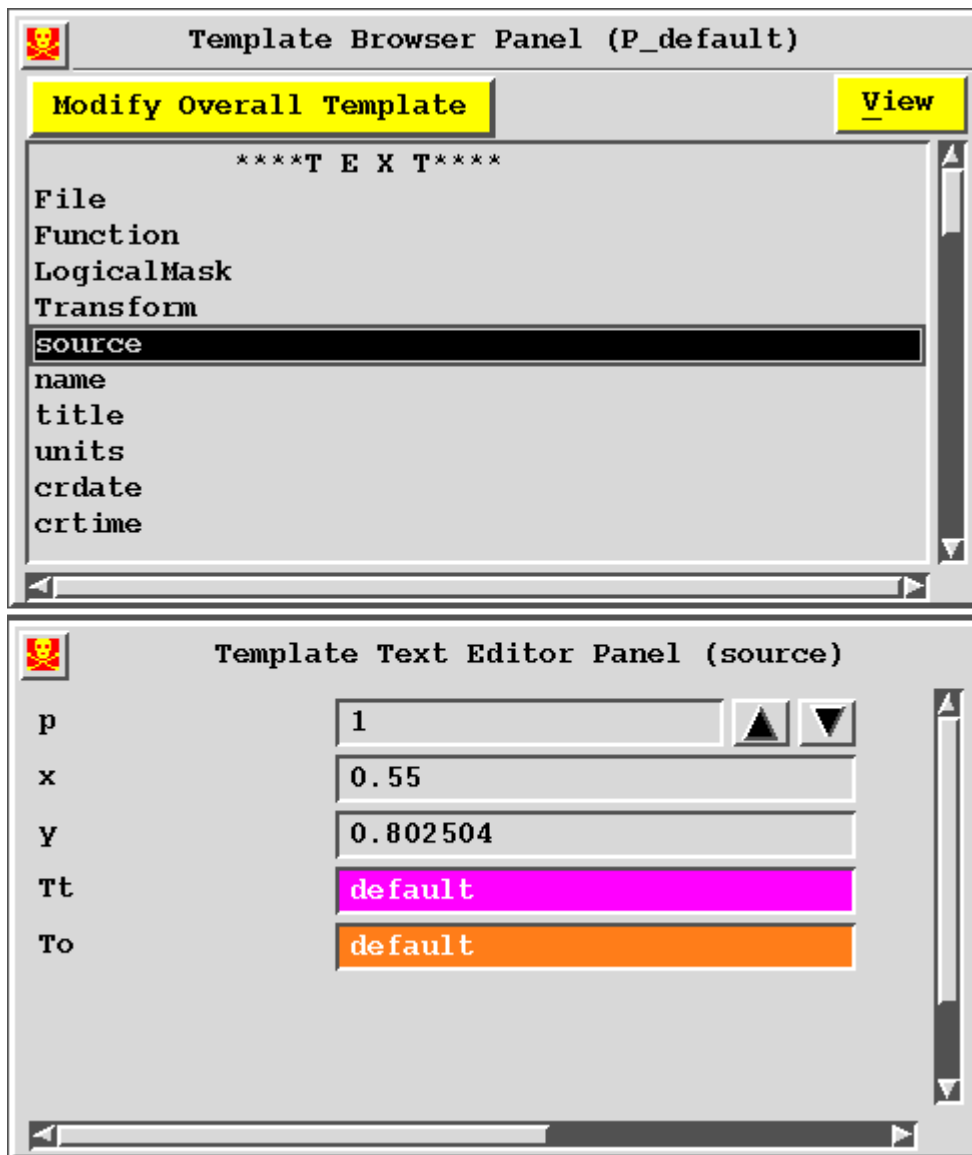 Template Browser Panel (P_default)
Modify Overall Template View
****T E X T****
File
Function
LogicalMask
Transform
source
name
title
units
crdate
crtime
Template Text Editor Panel (source)
p 1
x 0.55
y 0.802504
Tt default
To default